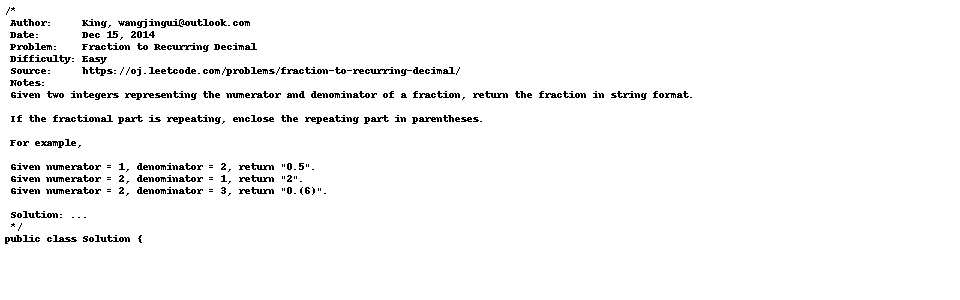 /*
 Author:     King, wangjingui@outlook.com
 Date:       Dec 15, 2014
 Problem:    Fraction to Recurring Decimal
 Difficulty: Easy
 Source:     https://oj.leetcode.com/problems/fraction-to-recurring-decimal/
 Notes:
 Given two integers representing the numerator and denominator of a fraction, return the fraction in string format.
 If the fractional part is repeating, enclose the repeating part in parentheses.
 For example,
 Given numerator = 1, denominator = 2, return "0.5".
 Given numerator = 2, denominator = 1, return "2".
 Given numerator = 2, denominator = 3, return "0.(6)".
 Solution: ...
 */
public class Solution {